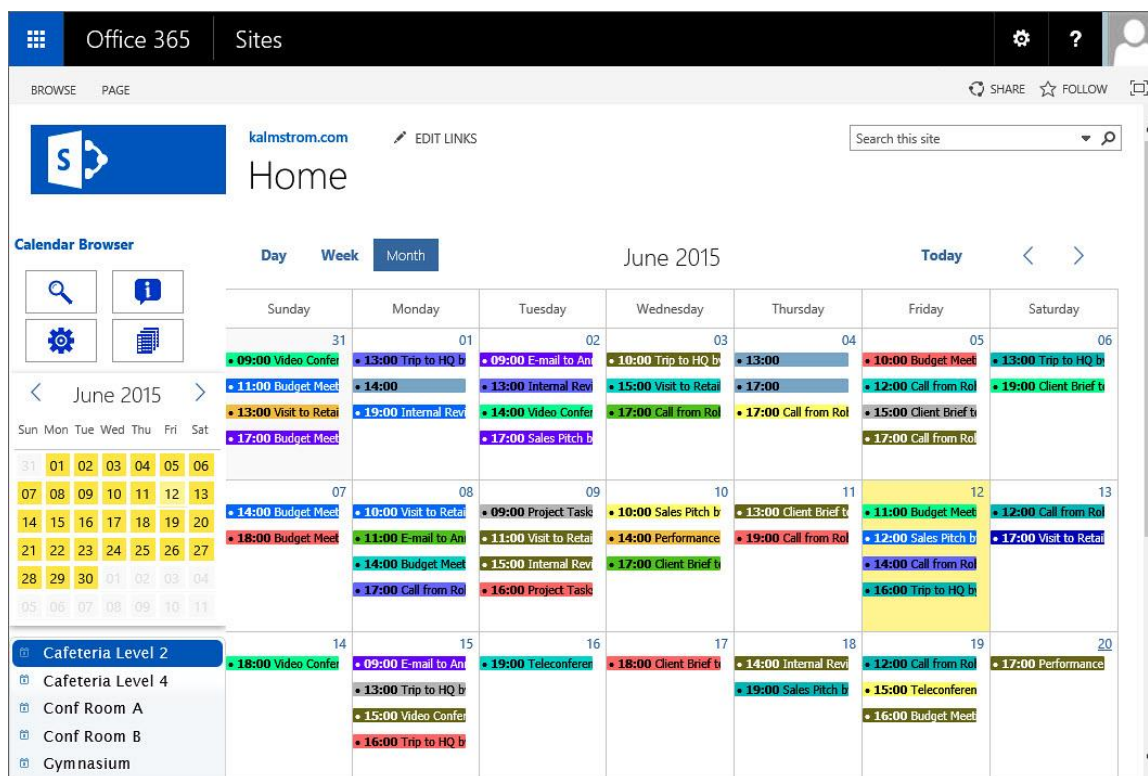 Office 365 Sites ?
BROWSE PAGE SHARE FOLLOW
S
kalmstrom.com EDIT LINKS Search this site
Home
Calendar Browser
Day Week Month June 2015 Today
Sunday Monday Tuesday Wednesday Thursday Friday Saturday
31 01 02 03 04 05 06
• 09:00 Video Confer • 13:00 Trip to HQ b • 09:00 E-mail to An • 10:00 Trip to HQ b • 13:00 • 10:00 Budget Meet • 13:00 Trip to HQ b
• 11:00 Budget Meet • 14:00 • 13:00 Internal Revi • 15:00 Visit to Retai • 17:00 • 12:00 Call from Rol • 19:00 Client Brief t
• 13:00 Visit to Retai • 19:00 Internal Revi • 14:00 Video Confer • 17:00 Call from Rol • 17:00 Call from Rol • 15:00 Client Brief t
• 17:00 Budget Meet • 17:00 Sales Pitch b • 17:00 Call from Rol
07 08 09 10 11 12 13
• 14:00 Budget Meet • 10:00 Visit to Retai • 09:00 Project Task • 10:00 Sales Pitch b • 13:00 Client Brief t • 11:00 Budget Meet • 12:00 Call from Rol
• 18:00 Budget Meet • 11:00 E-mail to An • 11:00 Visit to Retai • 14:00 Performance • 19:00 Call from Rol • 12:00 Sales Pitch b • 17:00 Visit to Retai
• 14:00 Budget Meet • 15:00 Internal Revi • 17:00 Client Brief t • 14:00 Call from Rol
• 17:00 Call from Rol • 16:00 Project Task • 16:00 Trip to HQ b
14 15 16 17 18 19 20
• 18:00 Video Confer • 09:00 E-mail to An • 19:00 Teleconferen • 18:00 Client Brief t • 14:00 Internal Revi • 12:00 Call from Rol • 17:00 Performance
• 13:00 Trip to HQ b • 19:00 Sales Pitch b • 15:00 Teleconferen
• 15:00 Video Confer • 16:00 Budget Meet
• 16:00 Trip to HQ b
June 2015
Sun Mon Tue Wed Thu Fri Sat
31 01 02 03 04 05 06
07 08 09 10 11 12 13
14 15 16 17 18 19 20
21 22 23 24 25 26 27
28 29 30 01 02 03 04
05 06 07 08 09 10 11
Cafeteria Level 2
Cafeteria Level 4
Conf Room A
Conf Room B
Gymnasium